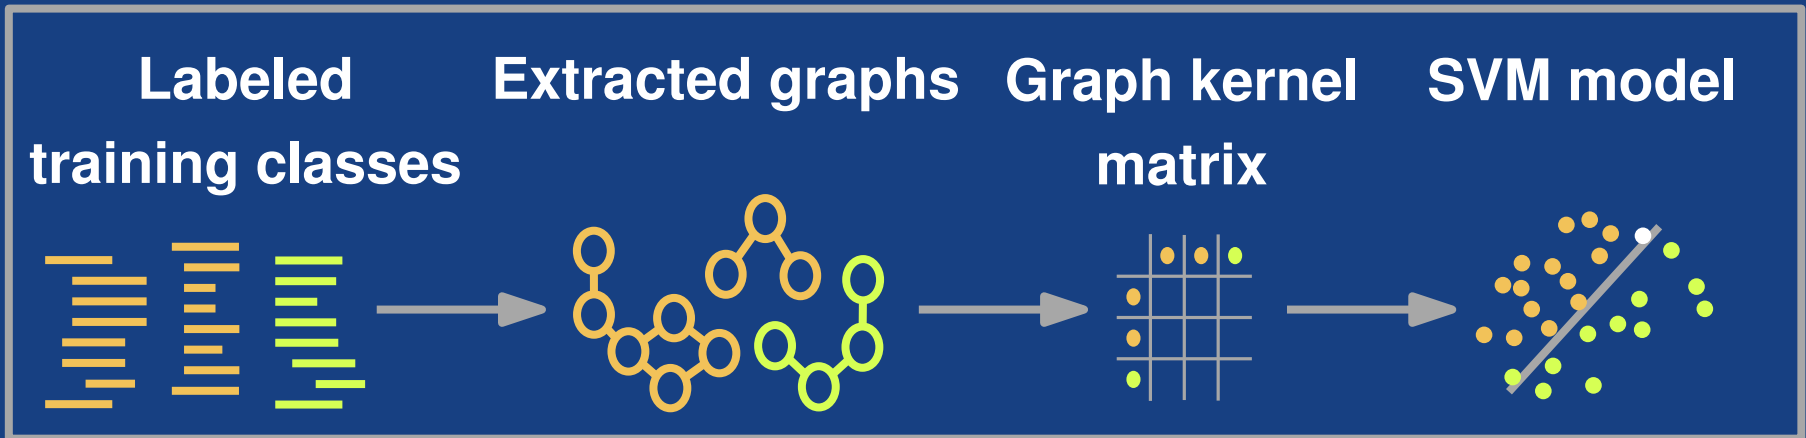 Labeled
training classes
Extracted graphs
Graph kernel
matrix
SVM model